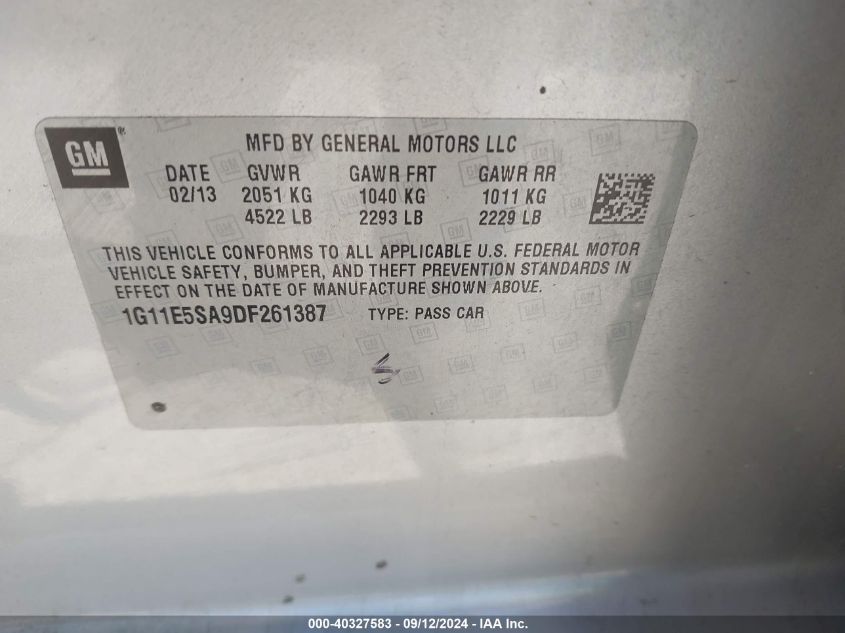 GM
MFD BY GENERAL MOTORS LLC
DATE GVWR GAWR FRT GAWR RR
02/13 2051 KG 1040 KG 1011 KG
4522 LB 2293 LB 2229 LB
THIS VEHICLE CONFORMS TO ALL APPLICABLE U.S. FEDERAL MOTOR
VEHICLE SAFETY, BUMPER, AND THEFT PREVENTION STANDARDS IN
EFFECT ON THE DATE OF MANUFACTURE SHOWN ABOVE.
1G11E5SA9DF261387 TYPE: PASS CAR
000-40327583 - 09/12/2024 - IAA Inc.